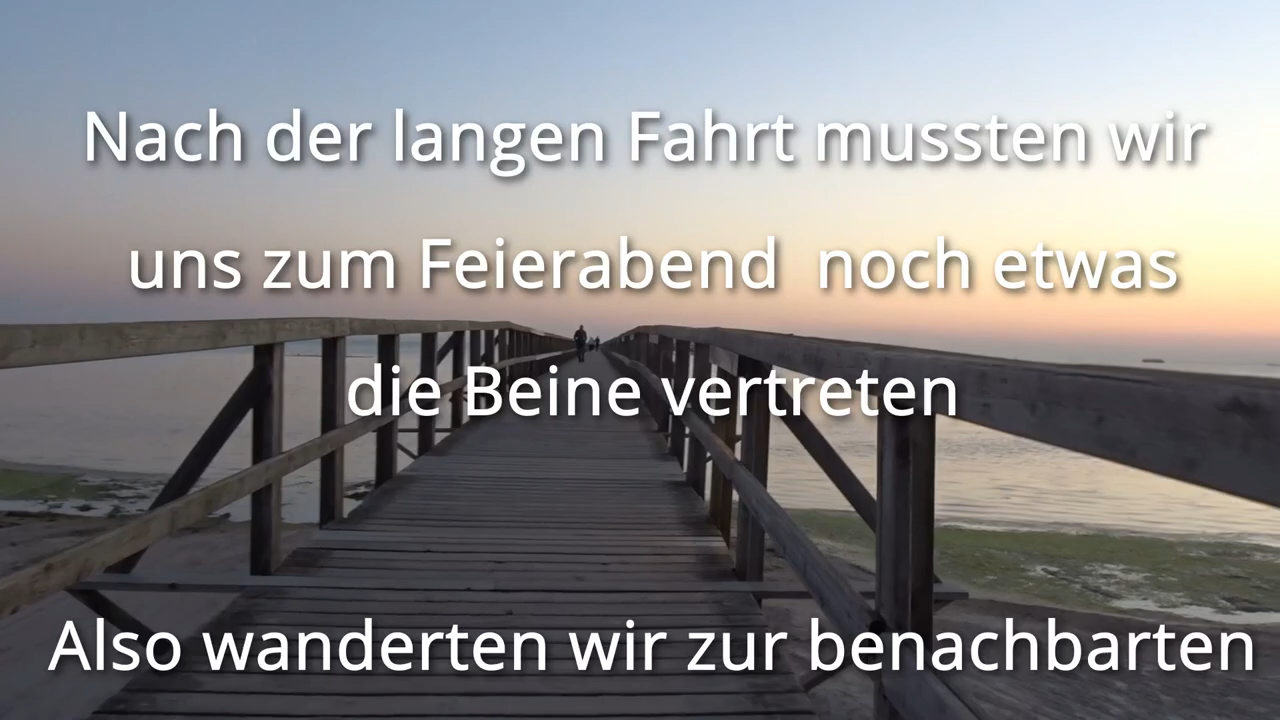 Nach der langen Fahrt mussten wir
uns zum Feierabend  noch etwas
die Beine vertreten
Also wanderten wir zur benachbarten